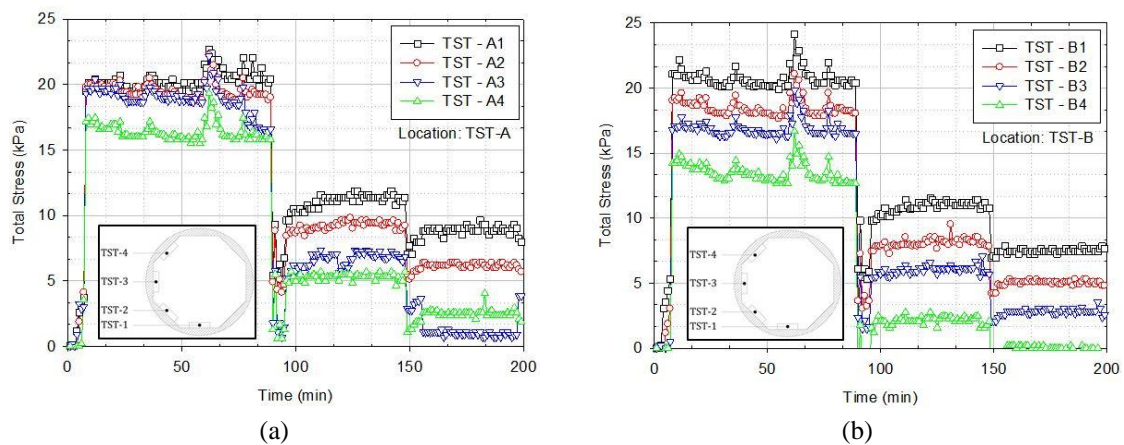 25
20
15
10
5
0
Total Stress (kPa)
TST - A1
TST - A2
TST - A3
TST - A4
Location: TST-A
TST-4
TST-3
TST-2
TST-1
0 50 100 150 200
Time (min)
(a)
25
20
15
10
5
0
Total Stress (kPa)
TST - B1
TST - B2
TST - B3
TST - B4
Location: TST-B
TST-4
TST-3
TST-2
TST-1
0 50 100 150 200
Time (min)
(b)